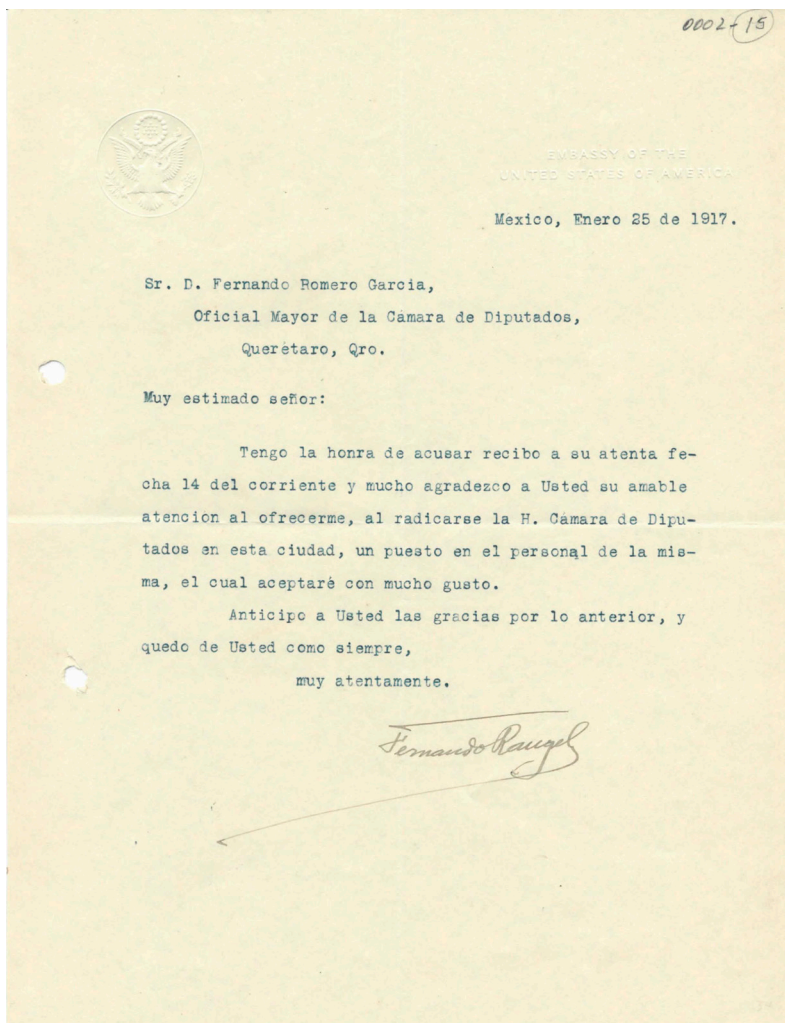 0002-15
EMBASSY OF THE
UNITED STATES OF AMERICA
Mexico, Enero 25 de 1917.
Sr. D. Fernando Romero Garcia,
Oficial Mayor de la Cámara de Diputados,
Querétaro, Qro.
Muy estimado señor:
Tengo la honra de acusar recibo a su atenta fe-
cha 14 del corriente y mucho agradezco a Usted su amable
atencion al ofrecerme, al radicarse la H. Cámara de Dipu-
tados en esta ciudad, un puesto en el personal de la mis-
ma, el cual aceptaré con mucho gusto.
Anticipo a Usted las gracias por lo anterior, y
quedo de Usted como siempre,
muy atentamente.
Fernando Rangel